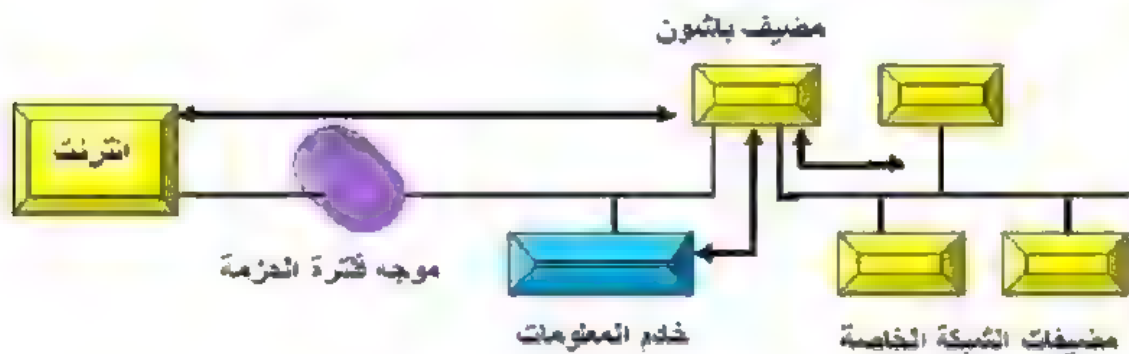 مضيف باشون
انترنت
موجه فلترة الحزمة
خادم المعلومات
مضيفات الشبكة الخاصة